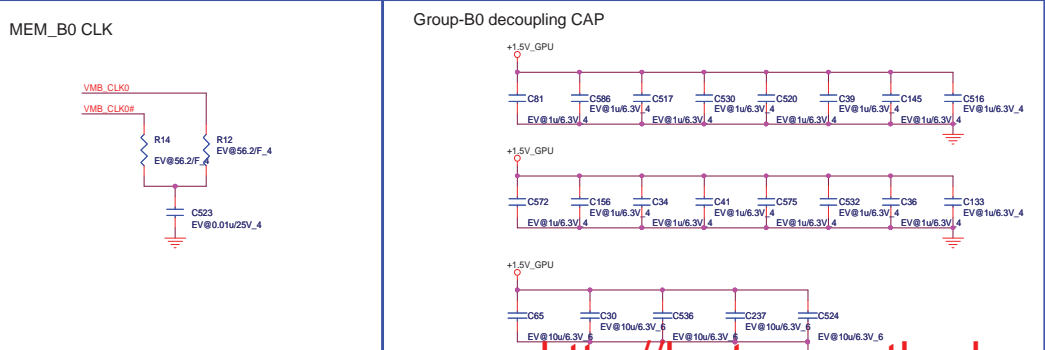 MEM_B0 CLK
VMB_CLK0
VMB_CLK0#
R14
EV@56.2/F_4
R12
EV@56.2/F_4
C523
EV@0.01u/25V_4
Group-B0 decoupling CAP
+1.5V_GPU
C81 C586 C517 C530 C520 C39 C145 C516
EV@1u/6.3V_4 EV@1u/6.3V_4 EV@1u/6.3V_4 EV@1u/6.3V_4
EV@1u/6.3V_4 EV@1u/6.3V_4 EV@1u/6.3V_4 EV@1u/6.3V_4
+1.5V_GPU
C572 C156 C34 C41 C575 C532 C36 C133
EV@1u/6.3V_4 EV@1u/6.3V_4 EV@1u/6.3V_4 EV@1u/6.3V_4
EV@1u/6.3V_4 EV@1u/6.3V_4 EV@1u/6.3V_4 EV@1u/6.3V_4
+1.5V_GPU
C65 C30 C536 C237 C524
EV@10u/6.3V_6 EV@10u/6.3V_6
EV@10u/6.3V_6 EV@10u/6.3V_6 EV@10u/6.3V_6